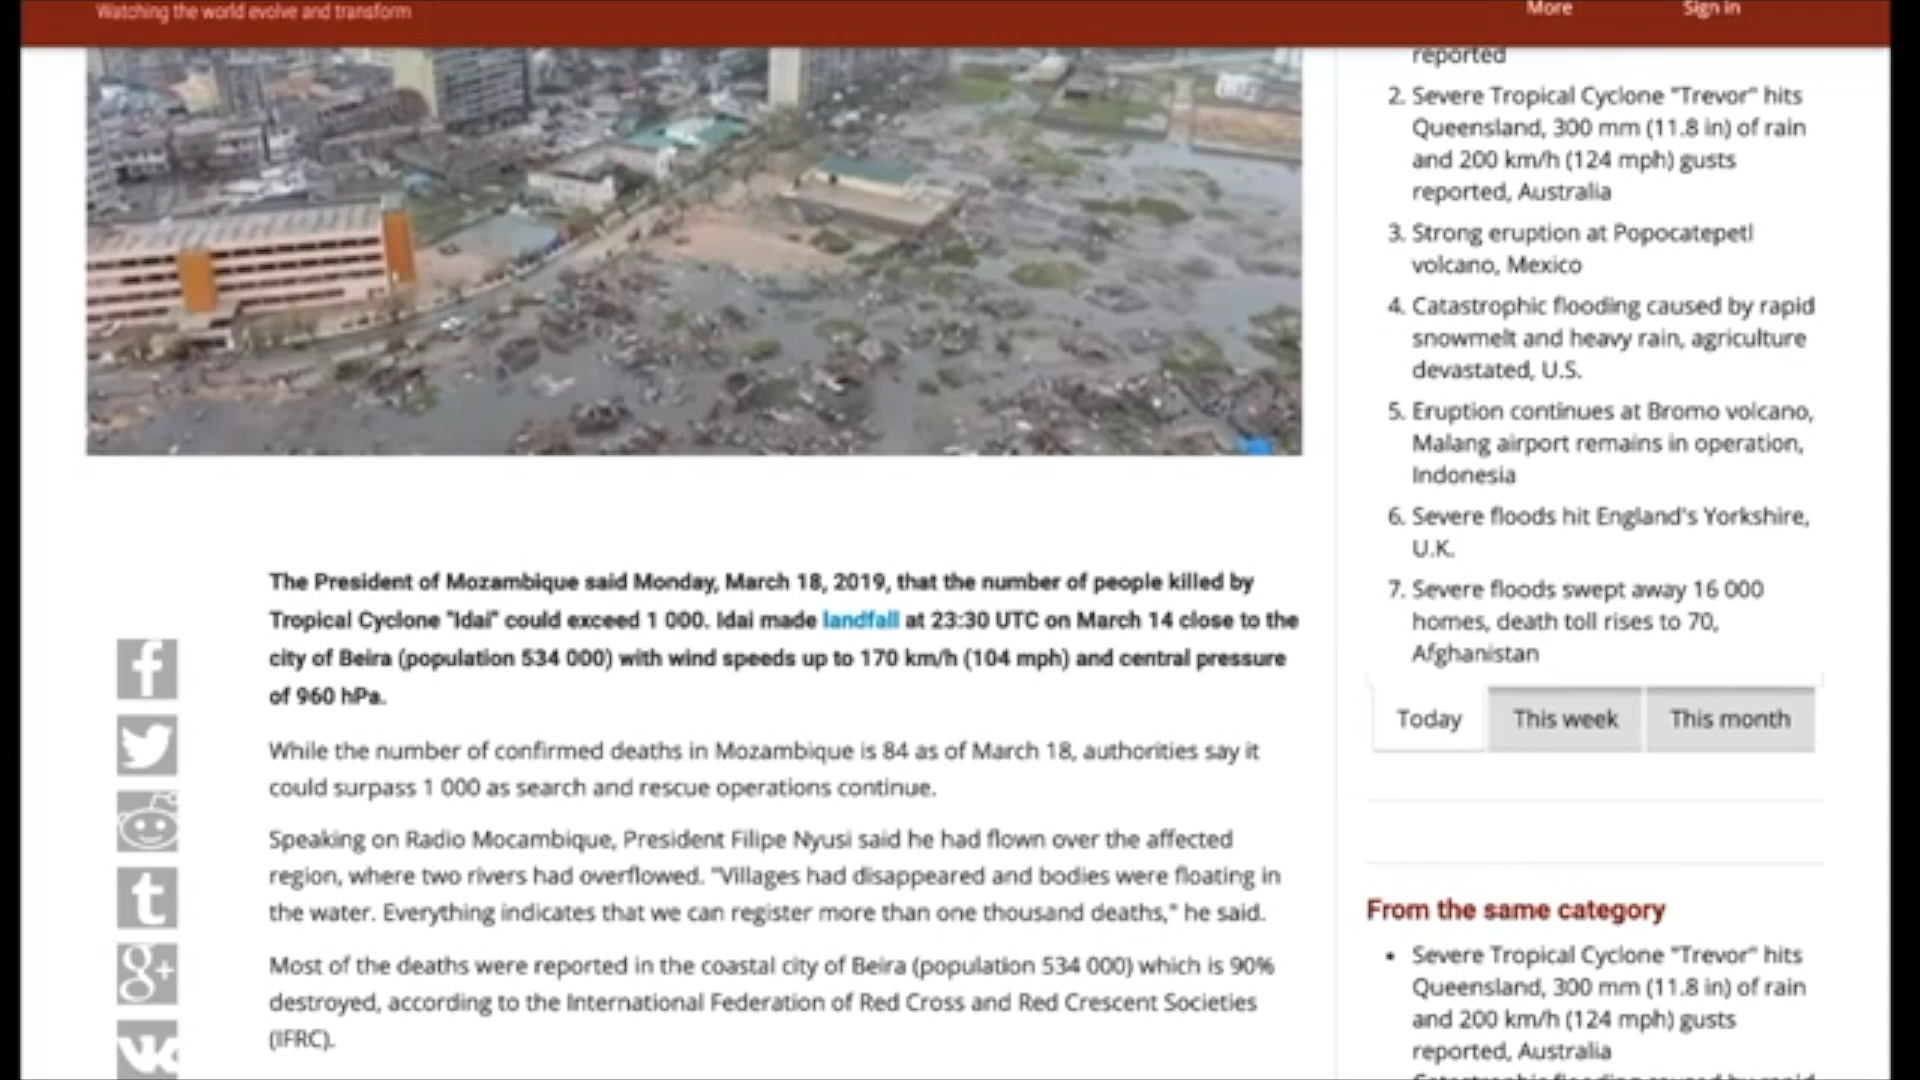 Watching the world evolve and transform
More
Sign in
The President of Mozambique said Monday, March 18, 2019, that the number of people killed by
Tropical Cyclone "Idai" could exceed 1 000. Idai made landfall at 23:30 UTC on March 14 close to the
city of Beira (population 534 000) with wind speeds up to 170 km/h (104 mph) and central pressure
of 960 hPa.
While the number of confirmed deaths in Mozambique is 84 as of March 18, authorities say it
could surpass 1 000 as search and rescue operations continue.
Speaking on Radio Mocambique, President Filipe Nyusi said he had flown over the affected
region, where two rivers had overflowed. "Villages had disappeared and bodies were floating in
the water. Everything indicates that we can register more than one thousand deaths," he said.
Most of the deaths were reported in the coastal city of Beira (population 534 000) which is 90%
destroyed, according to the International Federation of Red Cross and Red Crescent Societies
(IFRC).
reported
2. Severe Tropical Cyclone "Trevor" hits
Queensland, 300 mm (11.8 in) of rain
and 200 km/h (124 mph) gusts
reported, Australia
3. Strong eruption at Popocatepetl
volcano, Mexico
4. Catastrophic flooding caused by rapid
snowmelt and heavy rain, agriculture
devastated, U.S.
5. Eruption continues at Bromo volcano,
Malang airport remains in operation,
Indonesia
6. Severe floods hit England's Yorkshire,
U.K.
7. Severe floods swept away 16 000
homes, death toll rises to 70,
Afghanistan
Today
This week
This month
From the same category
• Severe Tropical Cyclone "Trevor" hits
Queensland, 300 mm (11.8 in) of rain
and 200 km/h (124 mph) gusts
reported, Australia
Catastrophic flooding caused by rapid